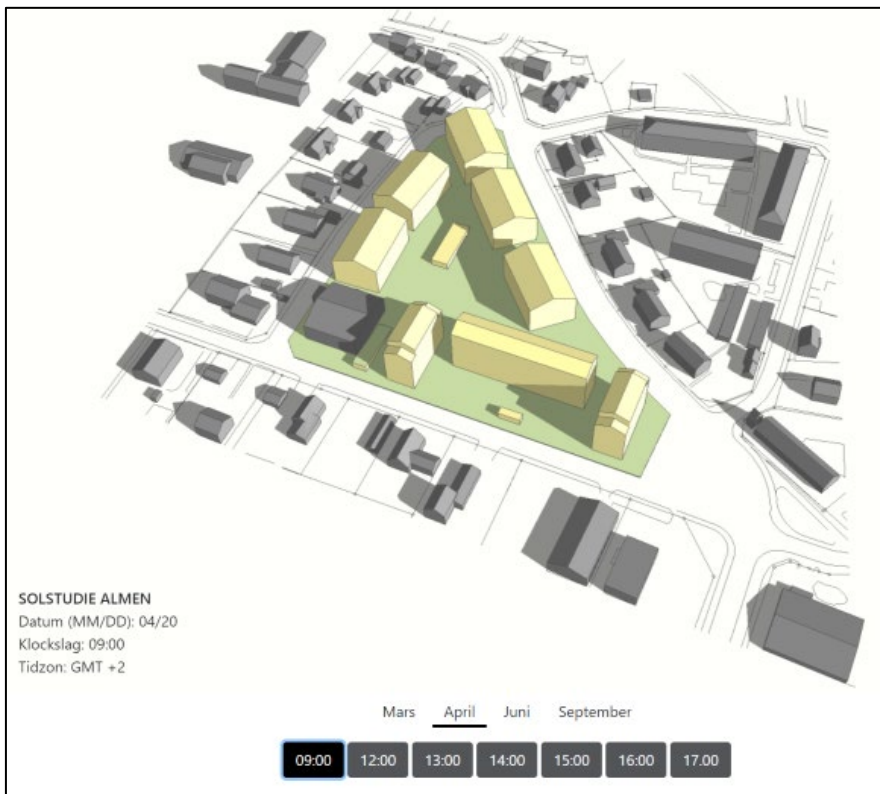 SOLSTUDIE ALMEN
Datum (MM/DD): 04/20
Klockslag: 09:00
Tidzon: GMT +2
Mars April Juni September
09:00 12:00 13:00 14:00 15:00 16:00 17.00